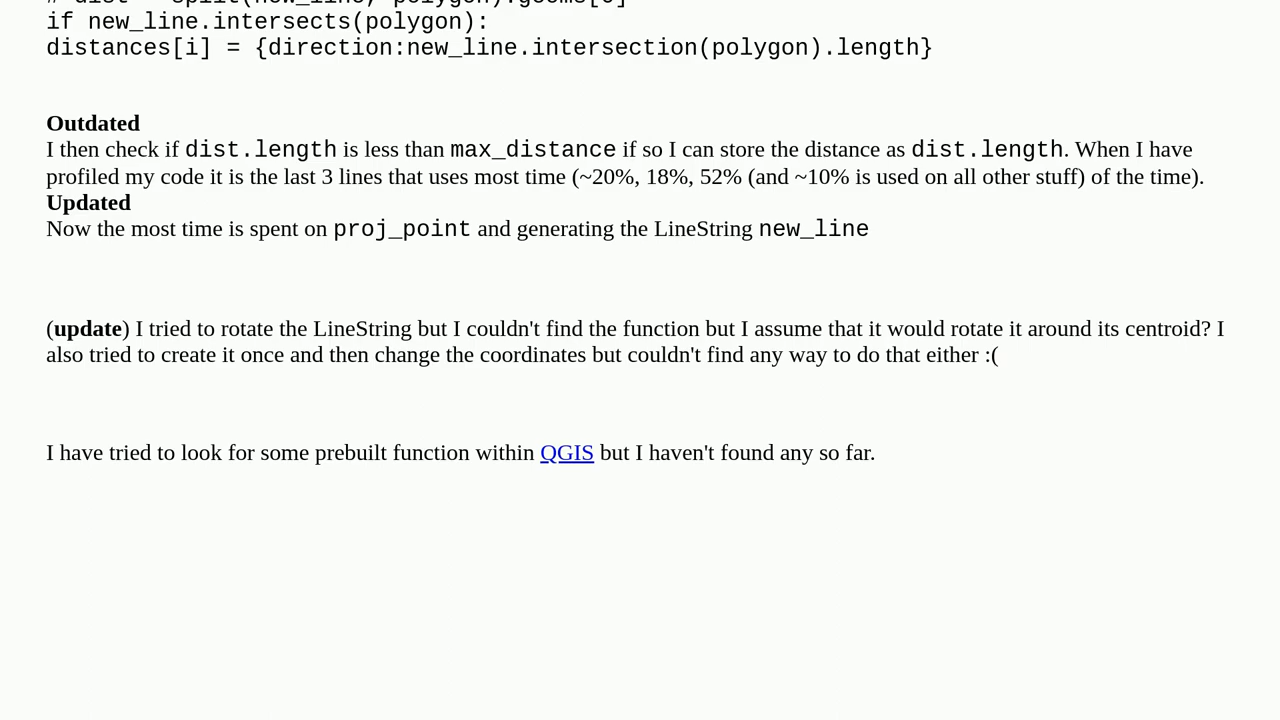 # dist = split(new_line, polygon).geoms[0]
if new_line.intersects(polygon):
distances[i] = {direction:new_line.intersection(polygon).length}
Outdated
I then check if dist.length is less than max_distance if so I can store the distance as dist.length. When I have
profiled my code it is the last 3 lines that uses most time (~20%, 18%, 52% (and ~10% is used on all other stuff) of the time).
Updated
Now the most time is spent on proj_point and generating the LineString new_line
(update) I tried to rotate the LineString but I couldn't find the function but I assume that it would rotate it around its centroid? I
also tried to create it once and then change the coordinates but couldn't find any way to do that either :(
I have tried to look for some prebuilt function within QGIS but I haven't found any so far.